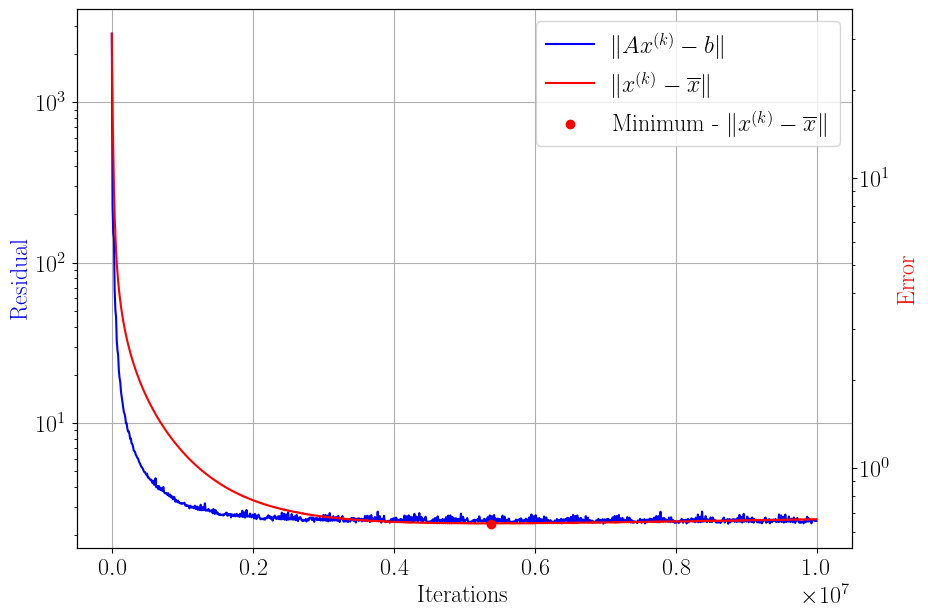 ‖Ax^{(k)} − b‖
‖x^{(k)} − x̅‖
Minimum - ‖x^{(k)} − x̅‖
10^3
10^2
10^1
Residual
10^1
10^0
Error
0.0 0.2 0.4 0.6 0.8 1.0
×10^7
Iterations